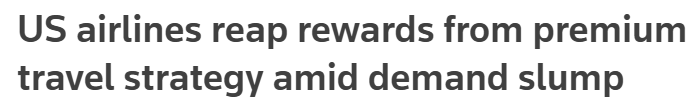 US airlines reap rewards from premium
travel strategy amid demand slump